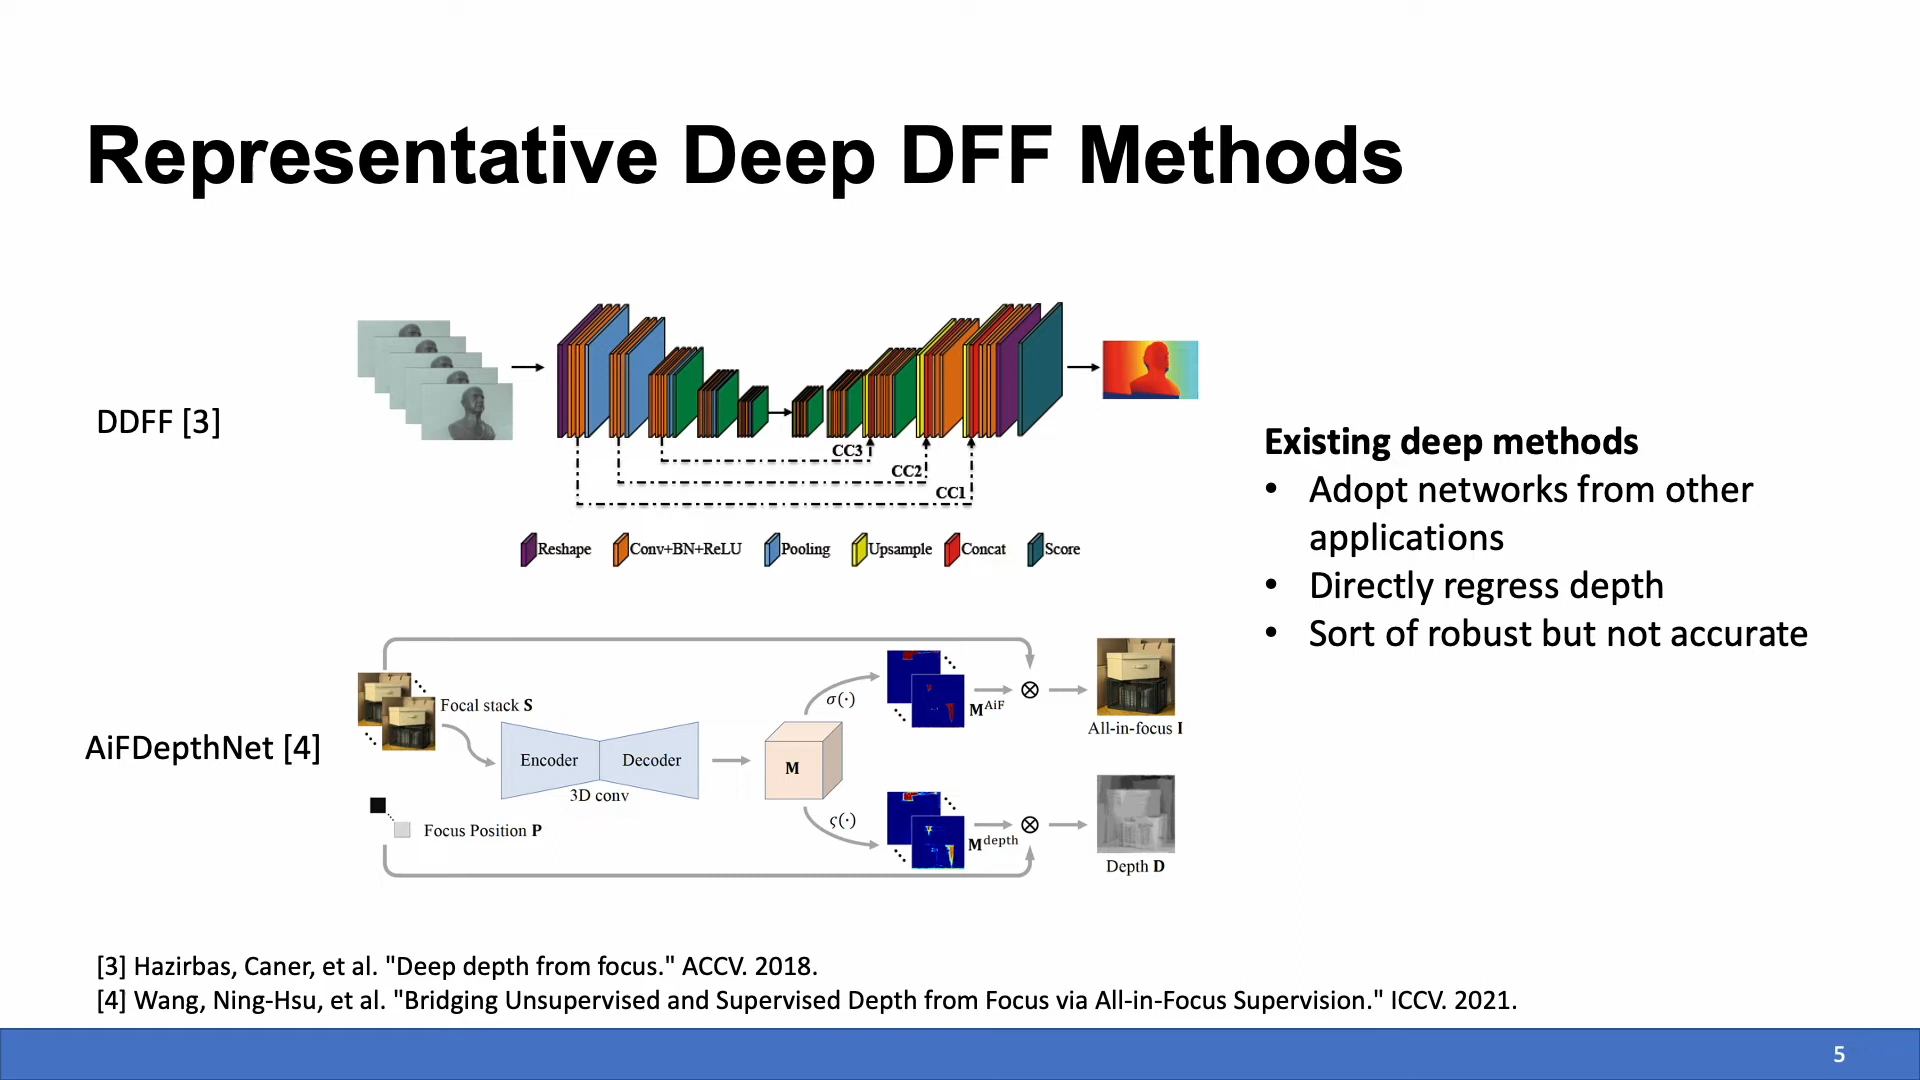 Representative Deep DFF Methods
DDFF [3]
CC3
CC2
CC1
Reshape
Conv+BN+ReLU
Pooling
Upsample
Concat
Score
AiFDepthNet [4]
Focal stack S
Encoder
Decoder
3D conv
Focus Position P
M
σ(·)
ς(·)
M^AiF
M^depth
All-in-focus I
Depth D
Existing deep methods
• Adopt networks from other
applications
• Directly regress depth
• Sort of robust but not accurate
[3] Hazirbas, Caner, et al. "Deep depth from focus." ACCV. 2018.
[4] Wang, Ning-Hsu, et al. "Bridging Unsupervised and Supervised Depth from Focus via All-in-Focus Supervision." ICCV. 2021.
5